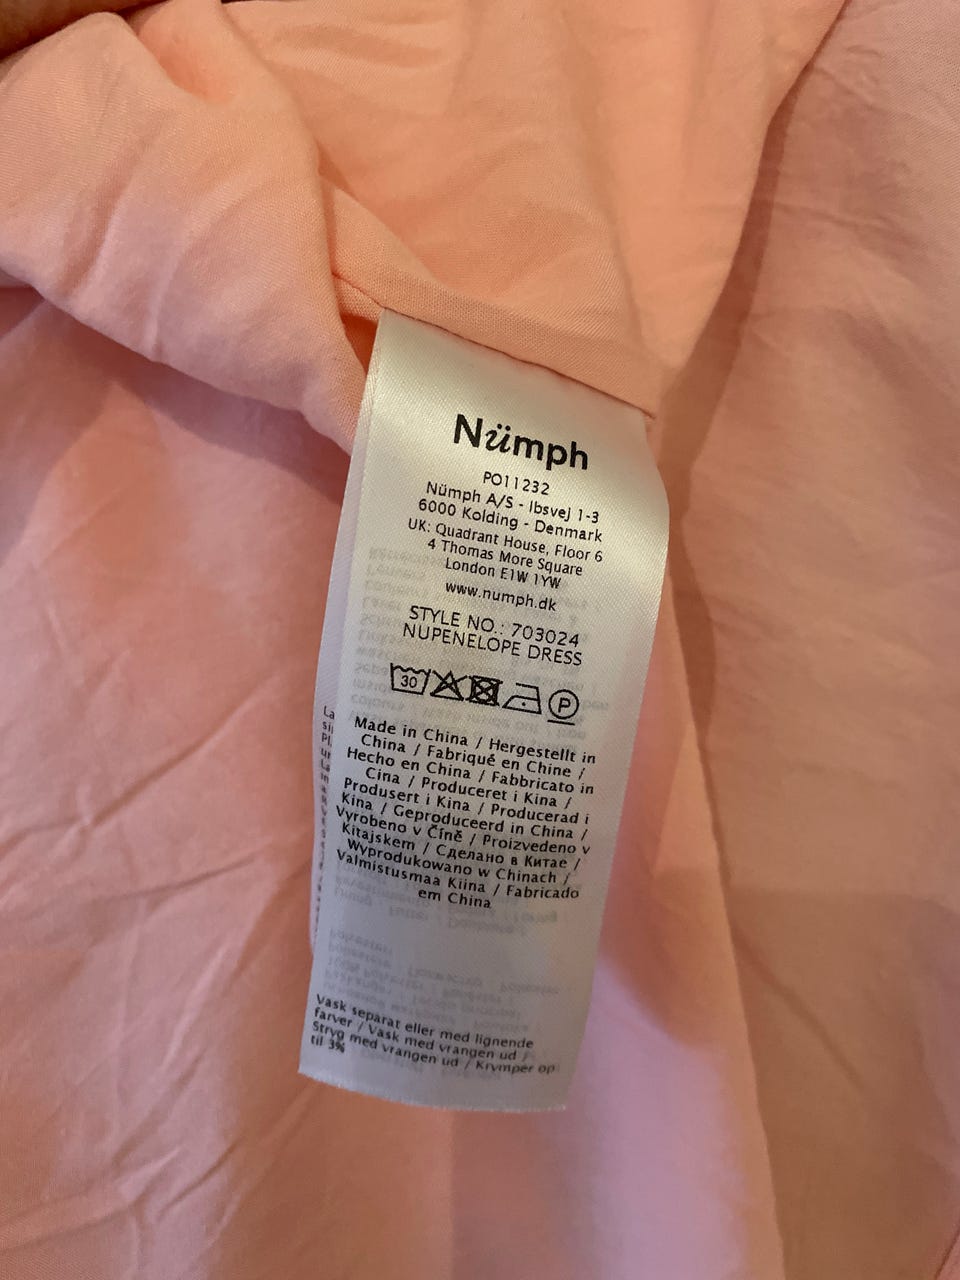 Nümph
PO11232
Nümph A/S - Ibsvej 1-3
6000 Kolding - Denmark
UK: Quadrant House, Floor 6
4 Thomas More Square
London E1W 1YW
www.numph.dk
STYLE NO.: 703024
NUPENELOPE DRESS
30
P
Made in China / Hergestellt in
China / Fabriqué en Chine /
Hecho en China / Fabbricato in
Cina / Produceret i Kina /
Produsert i Kina / Producerad i
Kina / Geproduceerd in China /
Vyrobeno v Číně / Proizvedeno v
Kitajskem / Сделано в Китае /
Wyprodukowano w Chinach /
Valmistusmaa Kiina / Fabricado
em China
Vask separat eller med lignende
farver / Vask med vrangen ud /
Stryg med vrangen ud / Krymper op
til 3%